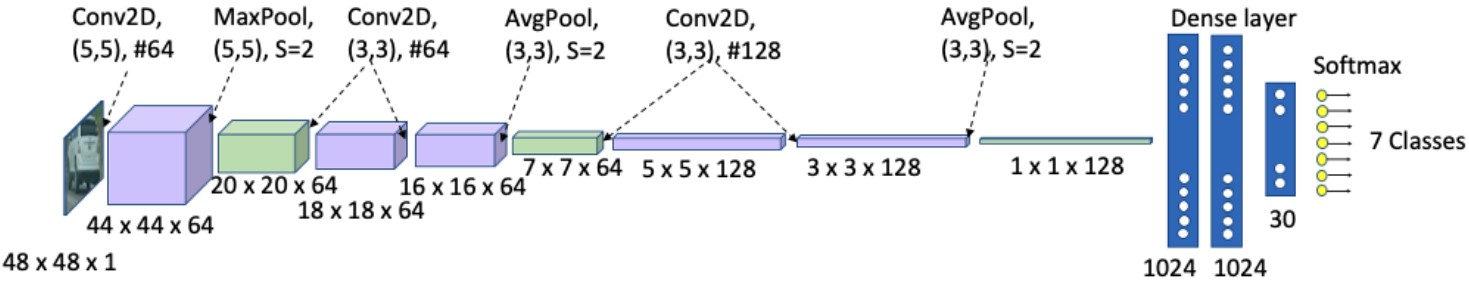 Conv2D,
(5,5), #64
MaxPool,
(5,5), S=2
Conv2D,
(3,3), #64
AvgPool,
(3,3), S=2
Conv2D,
(3,3), #128
AvgPool,
(3,3), S=2
Dense layer
Softmax
7 Classes
48 x 48 x 1
44 x 44 x 64
20 x 20 x 64
18 x 18 x 64
16 x 16 x 64
7 x 7 x 64
5 x 5 x 128
3 x 3 x 128
1 x 1 x 128
1024
1024
30